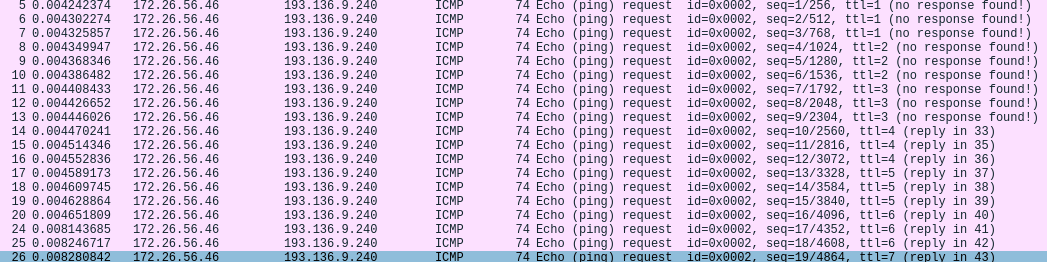 5 0.004242374 172.26.56.46 193.136.9.240 ICMP 74 Echo (ping) request id=0x0002, seq=1/256, ttl=1 (no response found!)
6 0.004302274 172.26.56.46 193.136.9.240 ICMP 74 Echo (ping) request id=0x0002, seq=2/512, ttl=1 (no response found!)
7 0.004325857 172.26.56.46 193.136.9.240 ICMP 74 Echo (ping) request id=0x0002, seq=3/768, ttl=1 (no response found!)
8 0.004349947 172.26.56.46 193.136.9.240 ICMP 74 Echo (ping) request id=0x0002, seq=4/1024, ttl=2 (no response found!)
9 0.004368346 172.26.56.46 193.136.9.240 ICMP 74 Echo (ping) request id=0x0002, seq=5/1280, ttl=2 (no response found!)
10 0.004386482 172.26.56.46 193.136.9.240 ICMP 74 Echo (ping) request id=0x0002, seq=6/1536, ttl=2 (no response found!)
11 0.004408433 172.26.56.46 193.136.9.240 ICMP 74 Echo (ping) request id=0x0002, seq=7/1792, ttl=3 (no response found!)
12 0.004426652 172.26.56.46 193.136.9.240 ICMP 74 Echo (ping) request id=0x0002, seq=8/2048, ttl=3 (no response found!)
13 0.004446026 172.26.56.46 193.136.9.240 ICMP 74 Echo (ping) request id=0x0002, seq=9/2304, ttl=3 (no response found!)
14 0.004470241 172.26.56.46 193.136.9.240 ICMP 74 Echo (ping) request id=0x0002, seq=10/2560, ttl=4 (reply in 33)
15 0.004514346 172.26.56.46 193.136.9.240 ICMP 74 Echo (ping) request id=0x0002, seq=11/2816, ttl=4 (reply in 35)
16 0.004552836 172.26.56.46 193.136.9.240 ICMP 74 Echo (ping) request id=0x0002, seq=12/3072, ttl=4 (reply in 36)
17 0.004589173 172.26.56.46 193.136.9.240 ICMP 74 Echo (ping) request id=0x0002, seq=13/3328, ttl=5 (reply in 37)
18 0.004609745 172.26.56.46 193.136.9.240 ICMP 74 Echo (ping) request id=0x0002, seq=14/3584, ttl=5 (reply in 38)
19 0.004628864 172.26.56.46 193.136.9.240 ICMP 74 Echo (ping) request id=0x0002, seq=15/3840, ttl=5 (reply in 39)
20 0.004651809 172.26.56.46 193.136.9.240 ICMP 74 Echo (ping) request id=0x0002, seq=16/4096, ttl=6 (reply in 40)
24 0.008143685 172.26.56.46 193.136.9.240 ICMP 74 Echo (ping) request id=0x0002, seq=17/4352, ttl=6 (reply in 41)
25 0.008246717 172.26.56.46 193.136.9.240 ICMP 74 Echo (ping) request id=0x0002, seq=18/4608, ttl=6 (reply in 42)
26 0.008280842 172.26.56.46 193.136.9.240 ICMP 74 Echo (ping) request id=0x0002, seq=19/4864, ttl=7 (reply in 43)